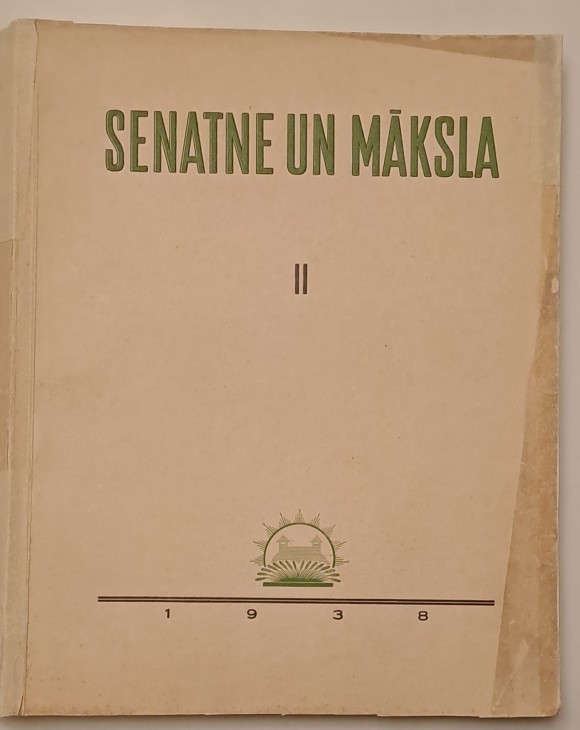 SENATNE UN MĀKSLA
II
1 9 3 8